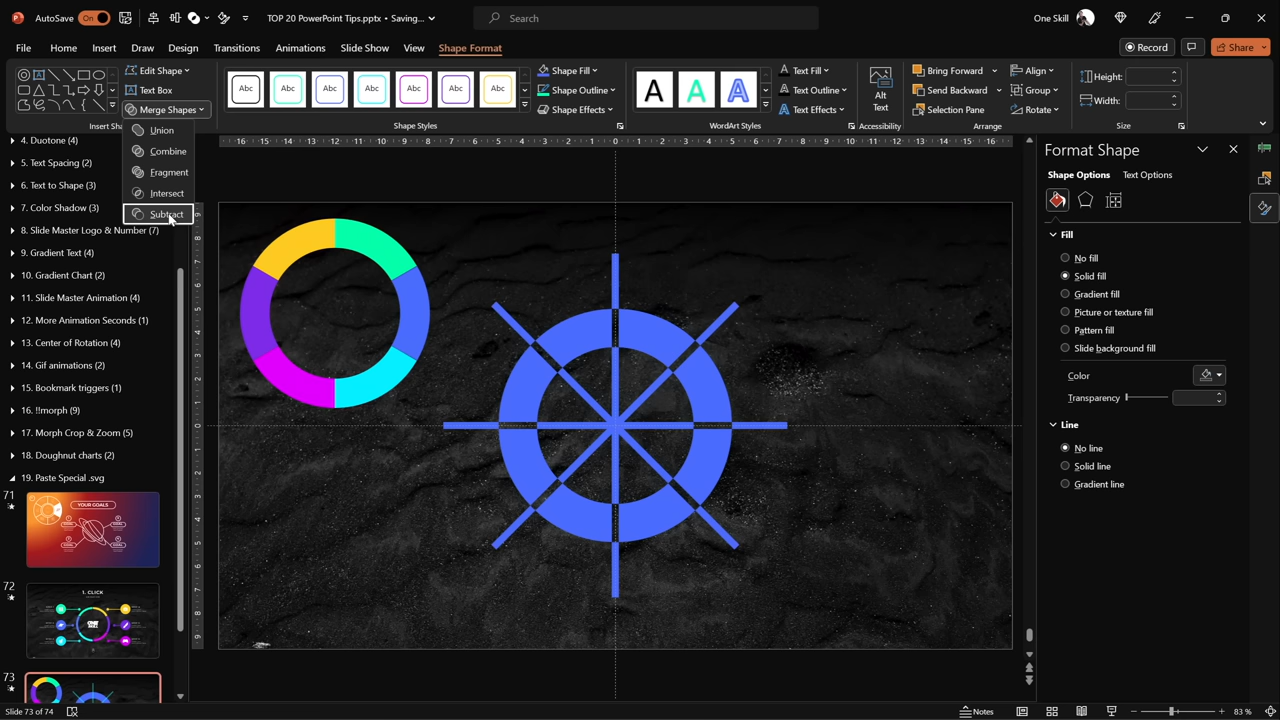 AutoSave On TOP 20 PowerPoint Tips.pptx • Saving... Search One Skill
File Home Insert Draw Design Transitions Animations Slide Show View Shape Format Record Share
Edit Shape
Text Box
Merge Shapes
Abc Abc Abc Abc Abc Abc Abc
Shape Fill
Shape Outline
Shape Effects
A A A
Text Fill
Text Outline
Text Effects
Alt
Text
Bring Forward
Send Backward
Selection Pane
Align
Group
Rotate
Height:
Width:
Shape Styles WordArt Styles Accessibility Arrange Size
Union
Combine
Fragment
Intersect
Subtract
4. Duotone (4)
5. Text Spacing (2)
6. Text to Shape (3)
7. Color Shadow (3)
8. Slide Master Logo & Number (7)
9. Gradient Text (4)
10. Gradient Chart (2)
11. Slide Master Animation (4)
12. More Animation Seconds (1)
13. Center of Rotation (4)
14. Gif animations (2)
15. Bookmark triggers (1)
16. !!morph (9)
17. Morph Crop & Zoom (5)
18. Doughnut charts (2)
19. Paste Special .svg
71
YOUR GOALS
72
1. CLICK
73
Format Shape
Shape Options Text Options
Fill
No fill
Solid fill
Gradient fill
Picture or texture fill
Pattern fill
Slide background fill
Color
Transparency
Line
No line
Solid line
Gradient line
Slide 73 of 74 Notes 83 %